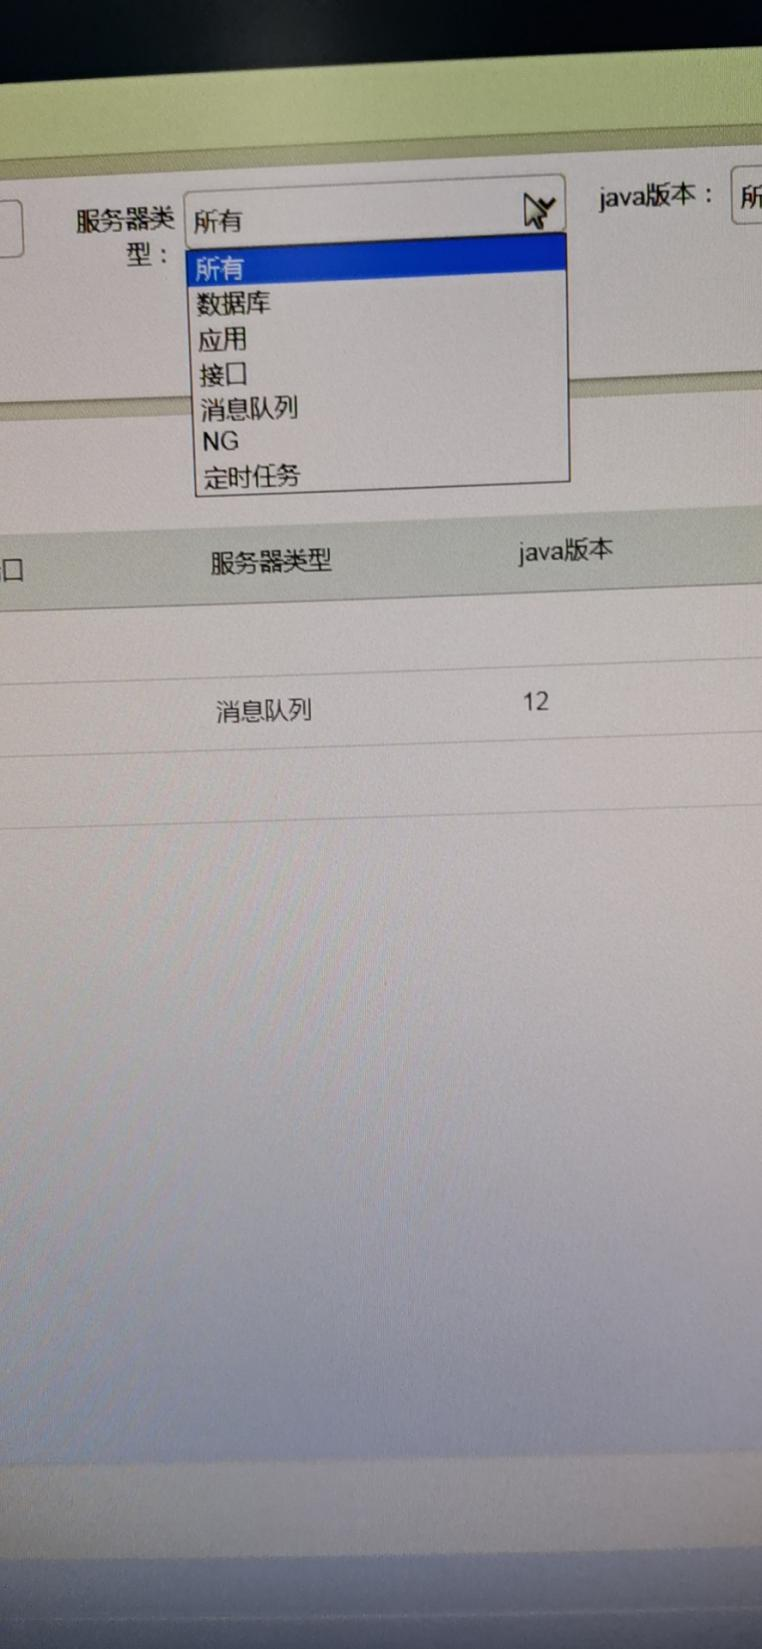 服务器类
型：
所有
java版本：
所
所有
数据库
应用
接口
消息队列
NG
定时任务
口
服务器类型
java版本
消息队列
12